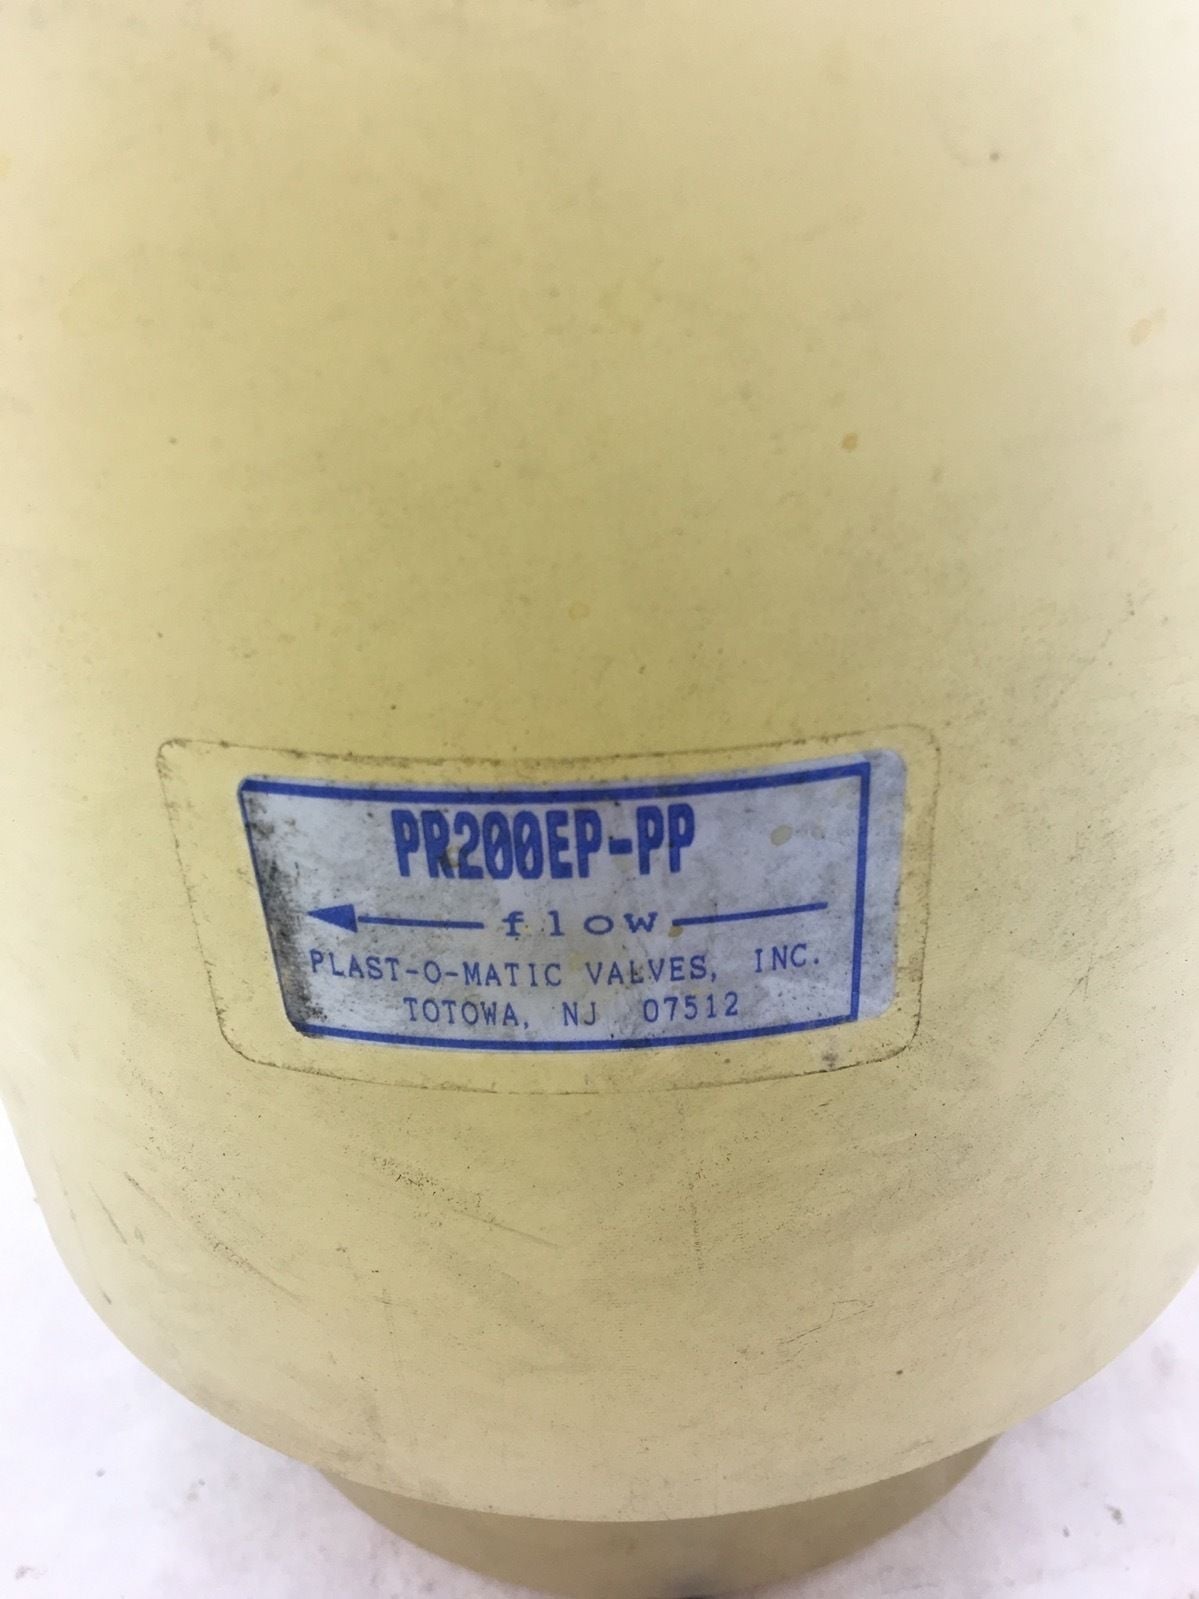 PR200EP-PP
flow
PLAST-O-MATIC VALVES, INC.
TOTOWA, NJ 07512